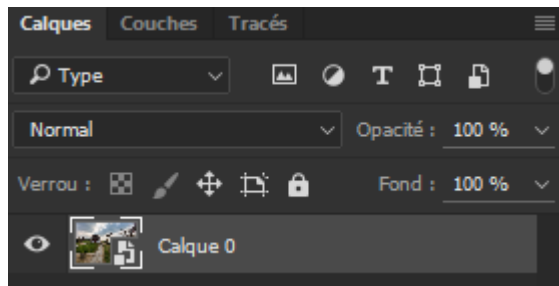 Calques Couches Tracés
Type
Normal Opacité : 100 %
Verrou : Fond : 100 %
Calque 0